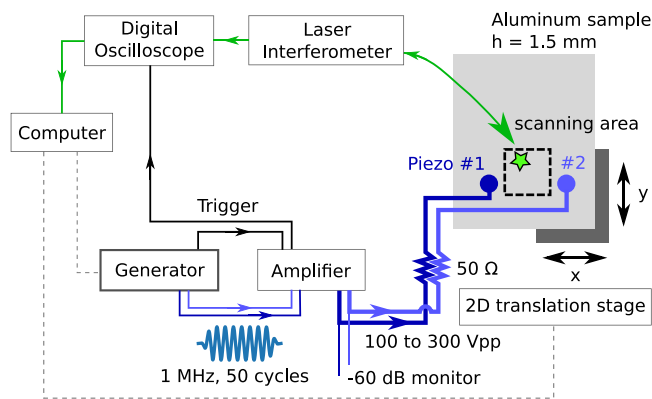 Digital
Oscilloscope
Laser
Interferometer
Aluminum sample
h = 1.5 mm
Computer
scanning area
Piezo #1
#2
y
x
Trigger
Generator
Amplifier
50 Ω
2D translation stage
100 to 300 Vpp
1 MHz, 50 cycles
-60 dB monitor